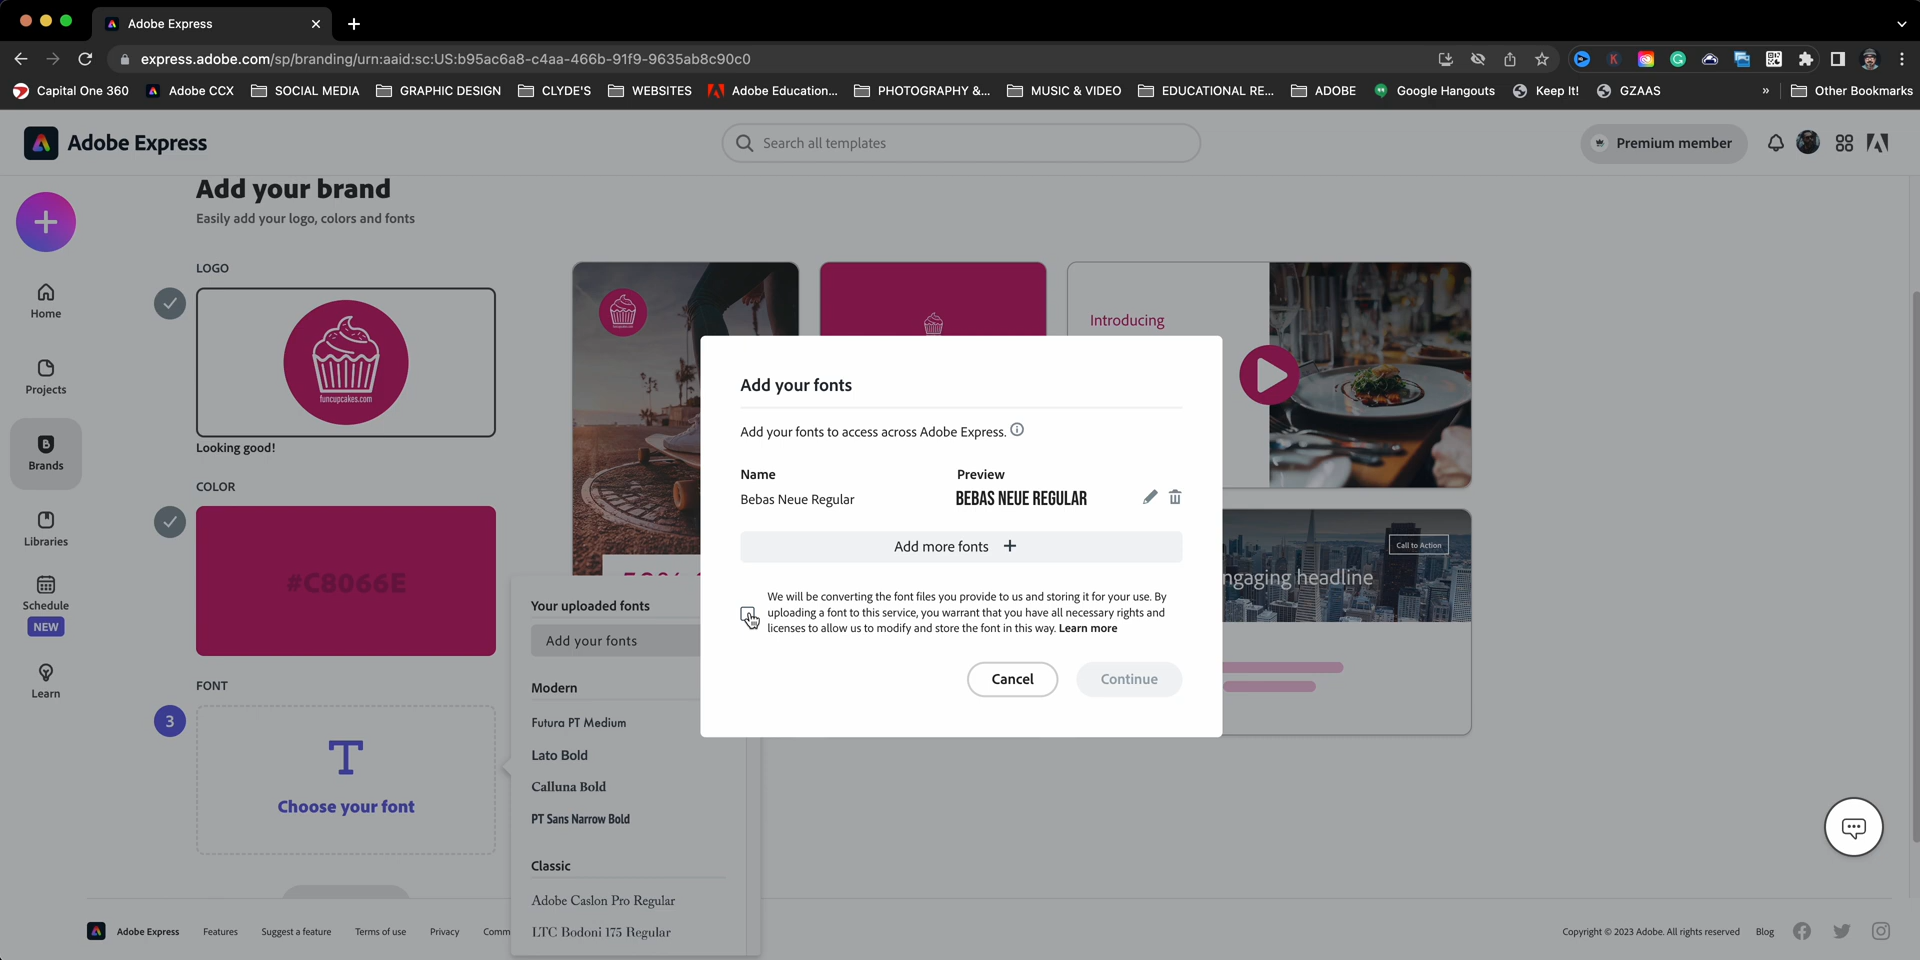 Adobe Express
express.adobe.com/sp/branding/urn:aaid:sc:US:b95ac6a8-c4aa-466b-91f9-9635ab8c90c0
Capital One 360
Adobe CCX
SOCIAL MEDIA
GRAPHIC DESIGN
CLYDE'S
WEBSITES
Adobe Education...
PHOTOGRAPHY &...
MUSIC & VIDEO
EDUCATIONAL RE...
ADOBE
Google Hangouts
Keep It!
GZAAS
»
Other Bookmarks
Adobe Express
Search all templates
Premium member
Add your brand
Easily add your logo, colors and fonts
Home
Projects
Brands
Libraries
Schedule
NEW
Learn
LOGO
funcupcakes.com
Looking good!
COLOR
#C8066E
FONT
3
T
Choose your font
Introducing
Call to Action
ngaging headline
Your uploaded fonts
Add your fonts
Modern
Futura PT Medium
Lato Bold
Calluna Bold
PT Sans Narrow Bold
Classic
Adobe Caslon Pro Regular
LTC Bodoni 175 Regular
Add your fonts
Add your fonts to access across Adobe Express.
Name
Preview
Bebas Neue Regular
BEBAS NEUE REGULAR
Add more fonts +
We will be converting the font files you provide to us and storing it for your use. By
uploading a font to this service, you warrant that you have all necessary rights and
licenses to allow us to modify and store the font in this way. Learn more
Cancel
Continue
Adobe Express
Features
Suggest a feature
Terms of use
Privacy
Comm
Copyright © 2023 Adobe. All rights reserved
Blog